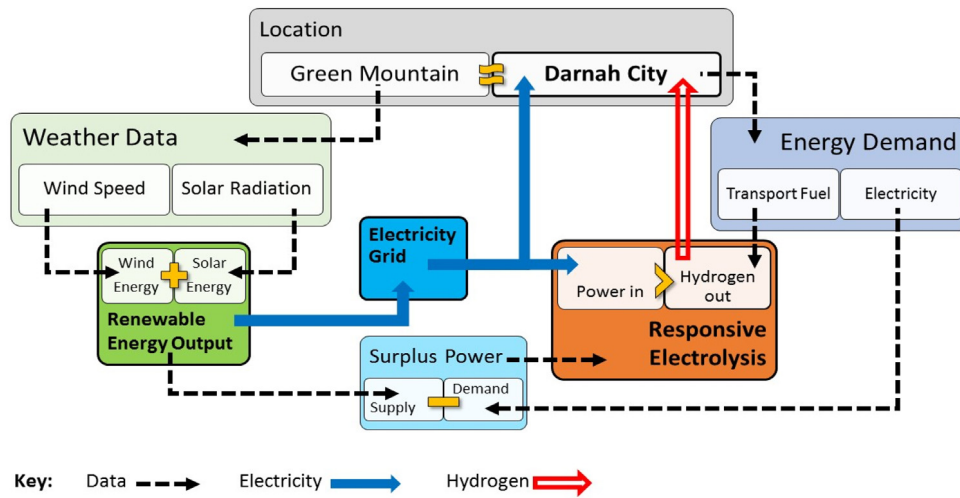 Location
Green Mountain
Darnah City
Weather Data
Wind Speed
Solar Radiation
Energy Demand
Transport Fuel
Electricity
Wind
Energy
Solar
Energy
Renewable
Energy Output
Electricity
Grid
Power in
Hydrogen
out
Responsive
Electrolysis
Surplus Power
Supply
Demand
Key:
Data
Electricity
Hydrogen